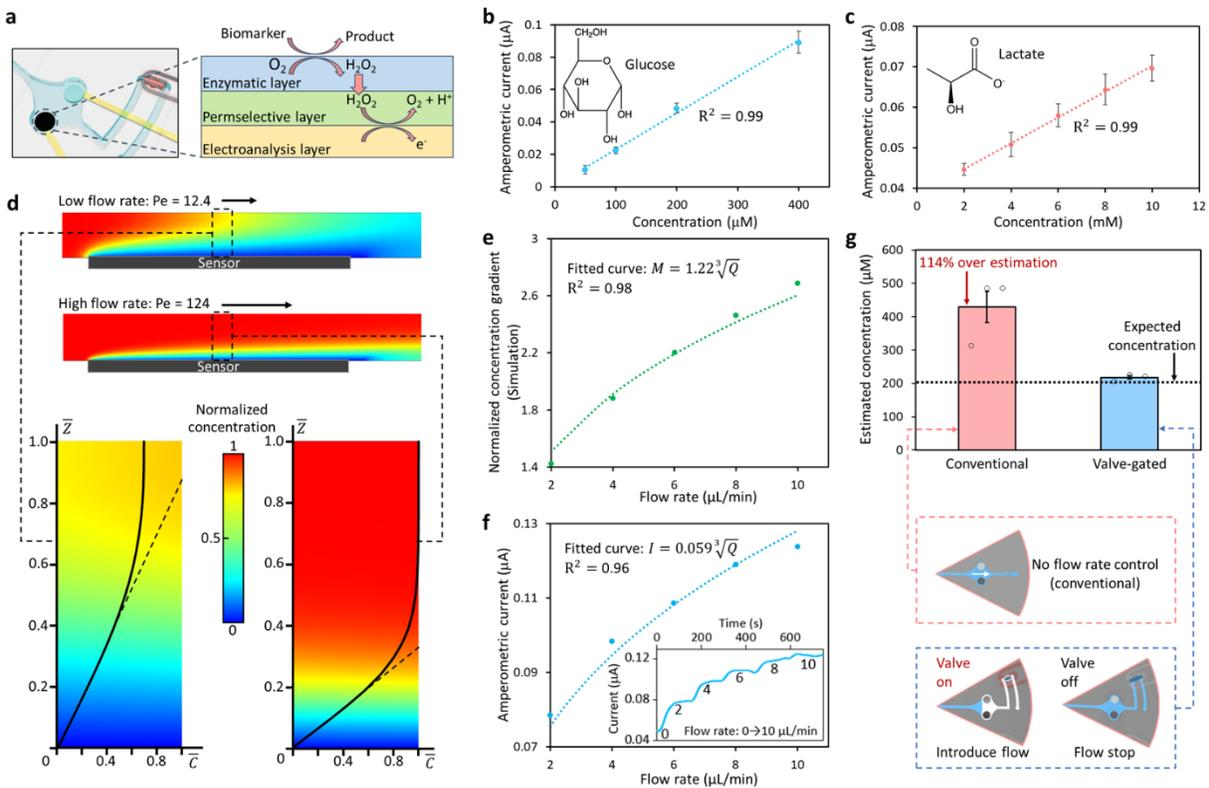 a
Biomarker
Product
O₂
H₂O₂
Enzymatic layer
H₂O₂
O₂ + H⁺
Permselective layer
Electroanalysis layer
e⁻
b
Amperometric current (µA)
0.1
0.08
0.06
0.04
0.02
0
CH₂OH
O
OH
OH
OH
OH
Glucose
R² = 0.99
0 100 200 300 400
Concentration (µM)
c
Amperometric current (µA)
0.08
0.07
0.06
0.05
0.04
O
O⁻
OH
Lactate
R² = 0.99
0 2 4 6 8 10 12
Concentration (mM)
d
Low flow rate: Pe = 12.4
Sensor
High flow rate: Pe = 124
Sensor
Normalized
concentration
1
0.5
0
Z̅
1.0
0.8
0.6
0.4
0.2
0 0.8 C̅
Z̅
1.0
0.8
0.6
0.4
0.2
0 0.8 C̅
e
Normalized concentration gradient
(Simulation)
3
2.6
2.2
1.8
1.4
Fitted curve: M = 1.22∛Q
R² = 0.98
2 4 6 8 10
Flow rate (µL/min)
f
Amperometric current (µA)
0.13
0.11
0.09
0.07
Fitted curve: I = 0.059∛Q
R² = 0.96
Time (s)
0 200 400 600
Current (µA)
0.12
0.04
0
2
4
6
8
10
Flow rate: 0→10 µL/min
2 4 6 8 10
Flow rate (µL/min)
g
Estimated concentration (µM)
600
500
400
300
200
100
0
114% over estimation
Expected
concentration
Conventional
Valve-gated
No flow rate control
(conventional)
Valve
on
Valve
off
Introduce flow
Flow stop